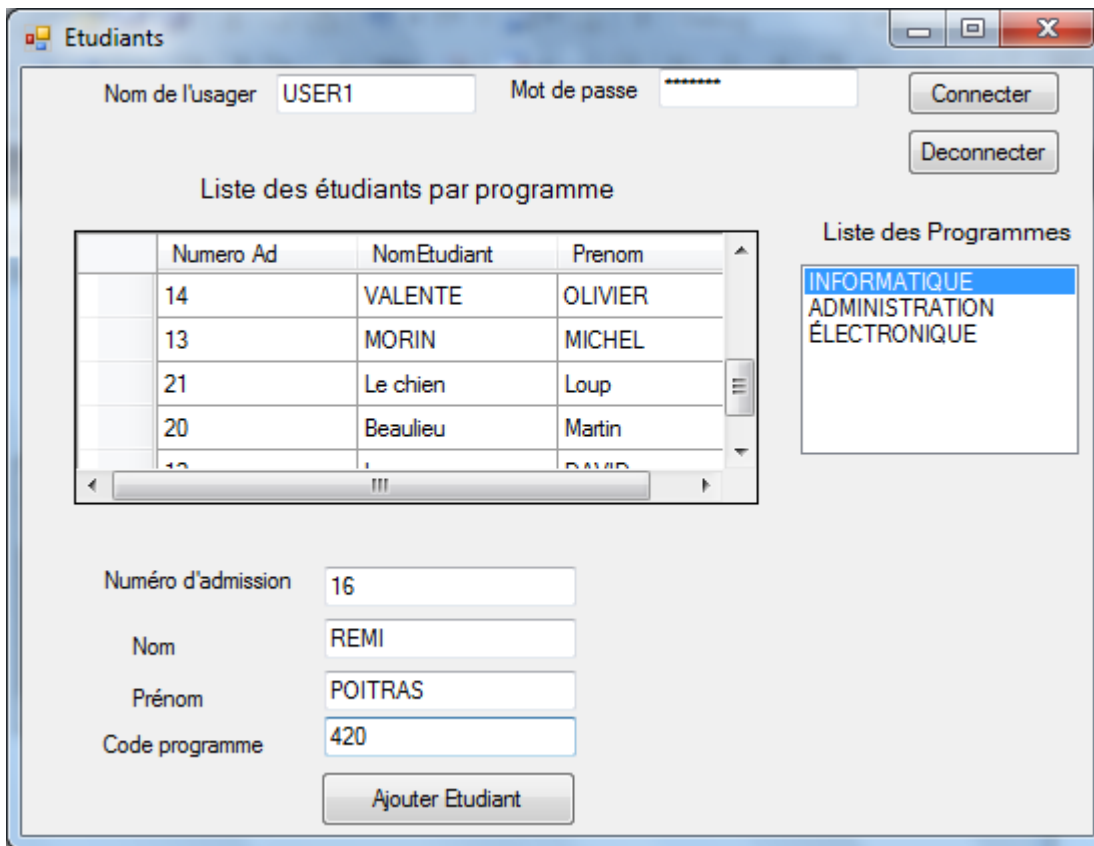 Etudiants
Nom de l'usager USER1 Mot de passe ******* Connecter
Deconnecter
Liste des étudiants par programme
Liste des Programmes
Numero Ad NomEtudiant Prenom
14 VALENTE OLIVIER
13 MORIN MICHEL
21 Le chien Loup
20 Beaulieu Martin
DAVID
INFORMATIQUE
ADMINISTRATION
ÉLECTRONIQUE
Numéro d'admission 16
Nom REMI
Prénom POITRAS
Code programme 420
Ajouter Etudiant